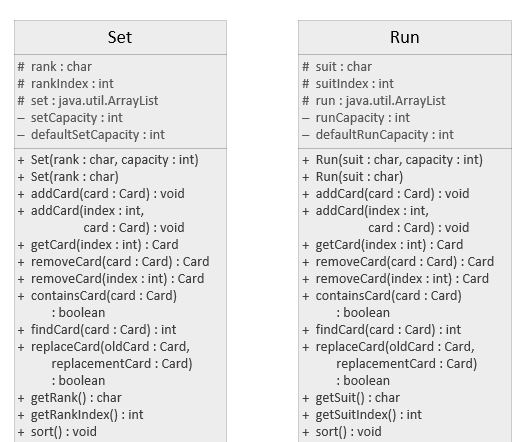 Set
# rank : char
# rankIndex : int
# set : java.util.ArrayList
– setCapacity : int
– defaultSetCapacity : int
+ Set(rank : char, capacity : int)
+ Set(rank : char)
+ addCard(card : Card) : void
+ addCard(index : int,
card : Card) : void
+ getCard(index : int) : Card
+ removeCard(card : Card) : Card
+ removeCard(index : int) : Card
+ containsCard(card : Card)
: boolean
+ findCard(card : Card) : int
+ replaceCard(oldCard : Card,
replacementCard : Card)
: boolean
+ getRank() : char
+ getRankIndex() : int
+ sort() : void
Run
# suit : char
# suitIndex : int
# run : java.util.ArrayList
– runCapacity : int
– defaultRunCapacity : int
+ Run(suit : char, capacity : int)
+ Run(suit : char)
+ addCard(card : Card) : void
+ addCard(index : int,
card : Card) : void
+ getCard(index : int) : Card
+ removeCard(card : Card) : Card
+ removeCard(index : int) : Card
+ containsCard(card : Card)
: boolean
+ findCard(card : Card) : int
+ replaceCard(oldCard : Card,
replacementCard : Card)
: boolean
+ getSuit() : char
+ getSuitIndex() : int
+ sort() : void